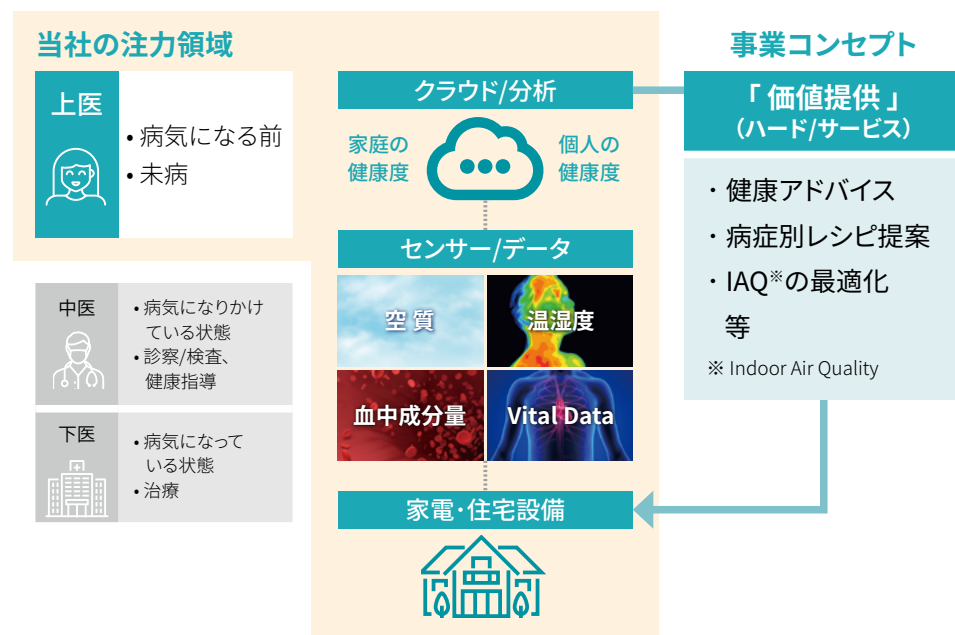 当社の注力領域
上医
• 病気になる前
• 未病
中医
• 病気になりかけ
ている状態
• 診察/検査、
健康指導
下医
• 病気になって
いる状態
• 治療
クラウド/分析
家庭の
健康度
個人の
健康度
センサー/データ
空 質
温湿度
血中成分量
Vital Data
家電・住宅設備
事業コンセプト
「 価値提供 」
（ハード/サービス）
・健康アドバイス
・病症別レシピ提案
・IAQ※の最適化
等
※ Indoor Air Quality